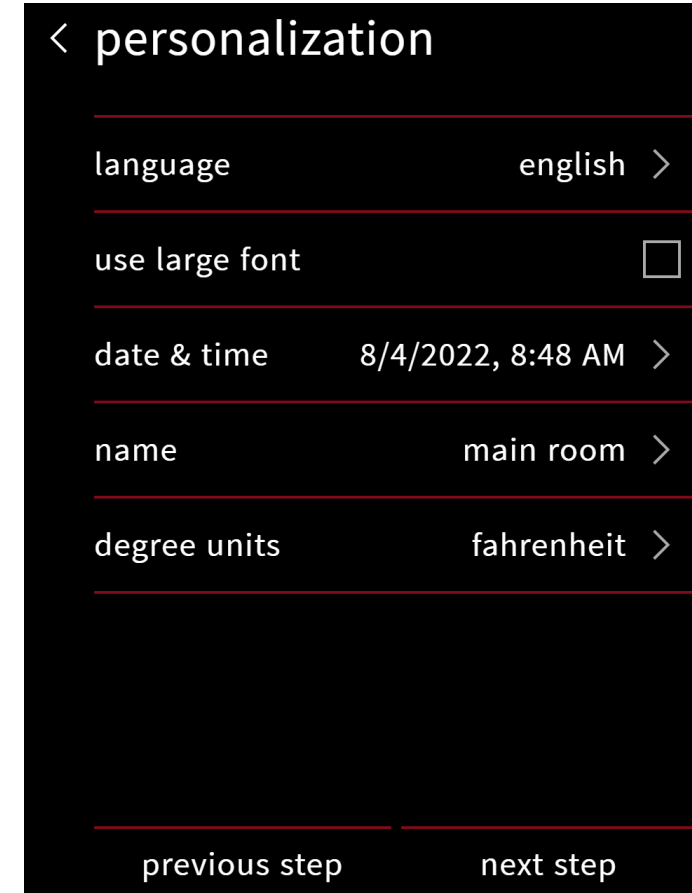 personalization
language english
use large font
date & time 8/4/2022, 8:48 AM
name main room
degree units fahrenheit
previous step next step